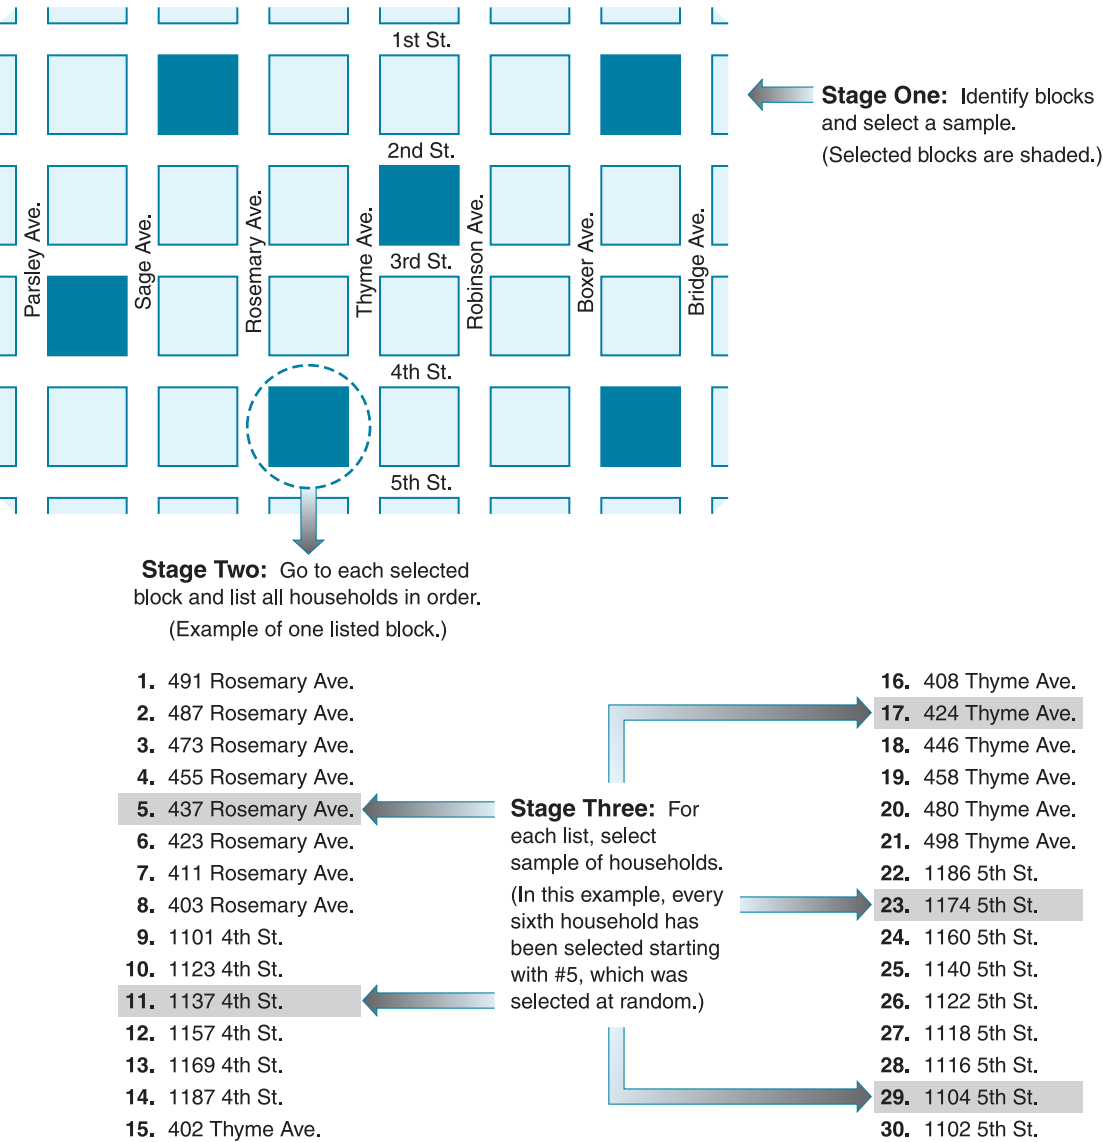 1st St.
2nd St.
3rd St.
4th St.
5th St.
Parsley Ave.
Sage Ave.
Rosemary Ave.
Thyme Ave.
Robinson Ave.
Boxer Ave.
Bridge Ave.
Stage One: Identify blocks
and select a sample.
(Selected blocks are shaded.)
Stage Two: Go to each selected
block and list all households in order.
(Example of one listed block.)
1. 491 Rosemary Ave.
2. 487 Rosemary Ave.
3. 473 Rosemary Ave.
4. 455 Rosemary Ave.
5. 437 Rosemary Ave.
6. 423 Rosemary Ave.
7. 411 Rosemary Ave.
8. 403 Rosemary Ave.
9. 1101 4th St.
10. 1123 4th St.
11. 1137 4th St.
12. 1157 4th St.
13. 1169 4th St.
14. 1187 4th St.
15. 402 Thyme Ave.
Stage Three: For
each list, select
sample of households.
(In this example, every
sixth household has
been selected starting
with #5, which was
selected at random.)
16. 408 Thyme Ave.
17. 424 Thyme Ave.
18. 446 Thyme Ave.
19. 458 Thyme Ave.
20. 480 Thyme Ave.
21. 498 Thyme Ave.
22. 1186 5th St.
23. 1174 5th St.
24. 1160 5th St.
25. 1140 5th St.
26. 1122 5th St.
27. 1118 5th St.
28. 1116 5th St.
29. 1104 5th St.
30. 1102 5th St.